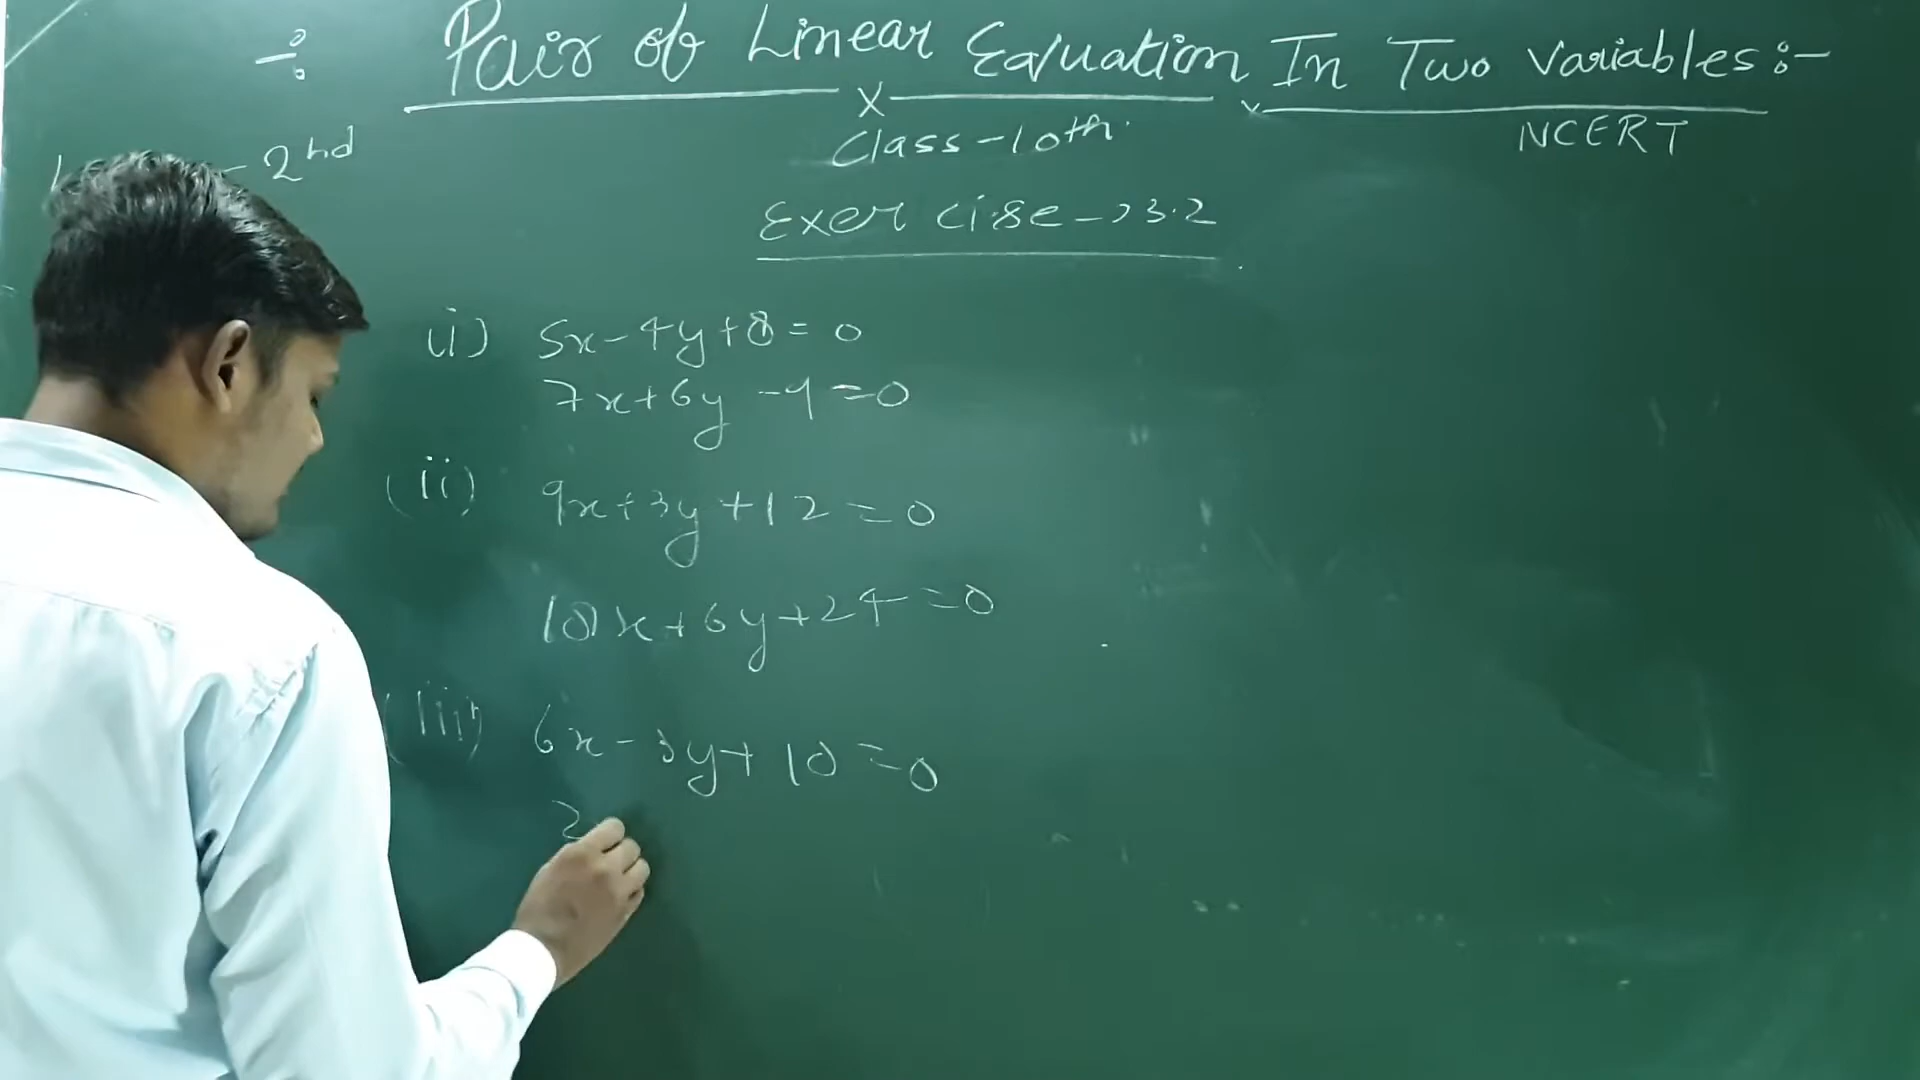 ÷ Pair of Linear Equation In Two Variables :-
x
Class - 10th.
NCERT
- 2nd
Exercise → 3.2
(i) 5x - 4y + 8 = 0
7x + 6y - 9 = 0
(ii) 9x + 3y + 12 = 0
18x + 6y + 24 = 0
(iii) 6x - 3y + 10 = 0
2